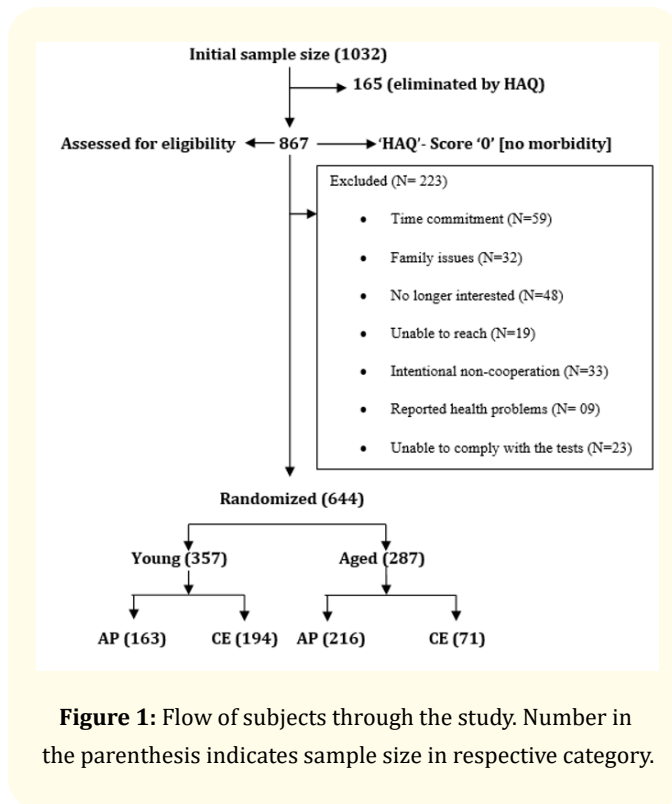 Initial sample size (1032)
165 (eliminated by HAQ)
Assessed for eligibility 867 ‘HAQ’- Score ‘0’ [no morbidity]
Excluded (N= 223)
• Time commitment (N=59)
• Family issues (N=32)
• No longer interested (N=48)
• Unable to reach (N=19)
• Intentional non-cooperation (N=33)
• Reported health problems (N= 09)
• Unable to comply with the tests (N=23)
Randomized (644)
Young (357) Aged (287)
AP (163) CE (194) AP (216) CE (71)
Figure 1: Flow of subjects through the study. Number in
the parenthesis indicates sample size in respective category.